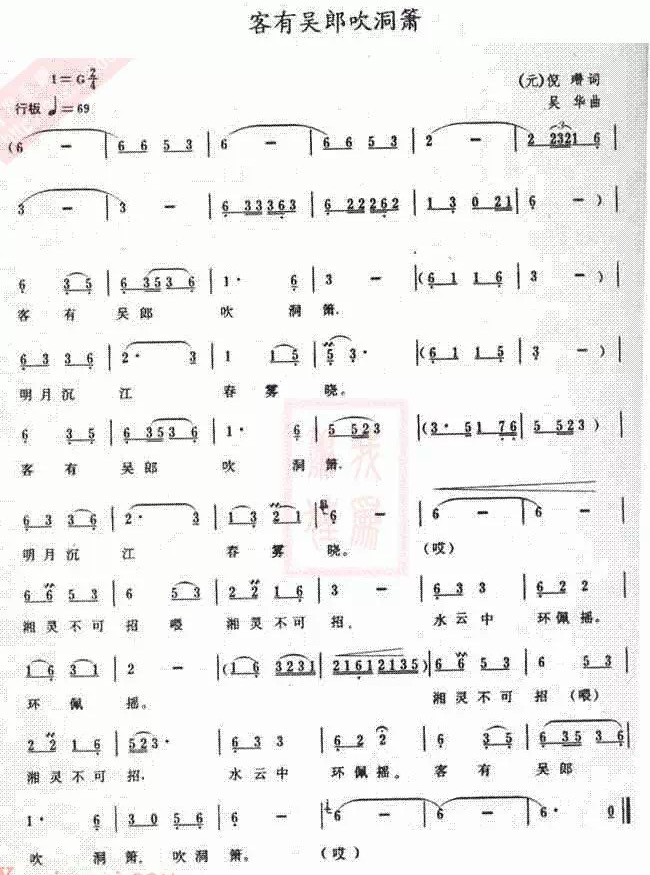 客有吴郎吹洞箫
1=G 2/4
(元)倪 瓒词
行板 ♩=69
吴 华曲
(6 - | 6 6 5 3 | 6 - | 6 6 5 3 | 2 - | 2 2321 6 |
3 - | 3 - | 6 33363 | 6 22262 | 1 3 0 21 | 6 - )|
6 3 5 | 6 3533 6 | 1· 6 | 3 - | (6 1 1 6 | 3 - )|
客 有 吴 郎 吹 洞 箫,
6 3 3 6 | 2· 3 | 1 1 5 | 5 3· | (6 1 1 5 | 3 - )|
明月沉 江 春 雾 晓。
6 3 5 | 6 3533 6 | 1· 6 | 5 523 | (3· 51 76 | 5 523)|
客 有 吴 郎 吹 洞 箫,
6 3 3 6 | 2· 3 | 1 3 2 1 | 6 - | 6 - | 6 - |
明月沉 江 春 雾 晓。 (哎)
6 6 5 3 | 6 5 3 | 2 2 1 6 | 3 - | 6 3 3 | 6 2 2 |
湘灵不可 招 喂 湘灵不可 招, 水云中 环佩摇。
1 6 3 1 | 2 - | (1 6 3231 | 21612135) | 6 6 5 3 | 6 5 3 |
环 佩 摇。 湘灵不可 招(喂)
2 2 1 6 | 523· | 6 3 3 | 6 2 2 | 6 3 5 | 6 353 6 |
湘灵不可 招, 水云中 环佩摇。 客 有 吴 郎
1· 6 | 3 0 5 6 | 6 - | 6 - | 6 - | 6· 0 ‖
吹 洞 箫, 吹洞 箫。 (哎)